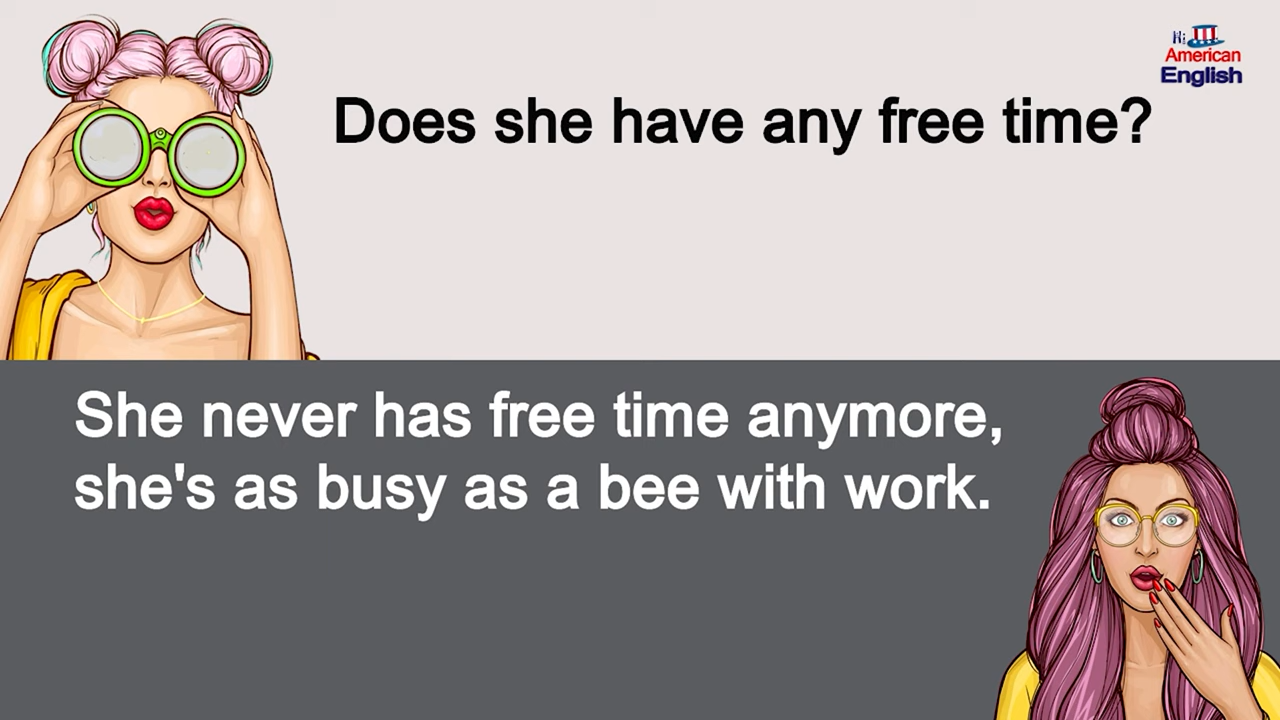 Hi
American
English
Does she have any free time?
She never has free time anymore,
she's as busy as a bee with work.